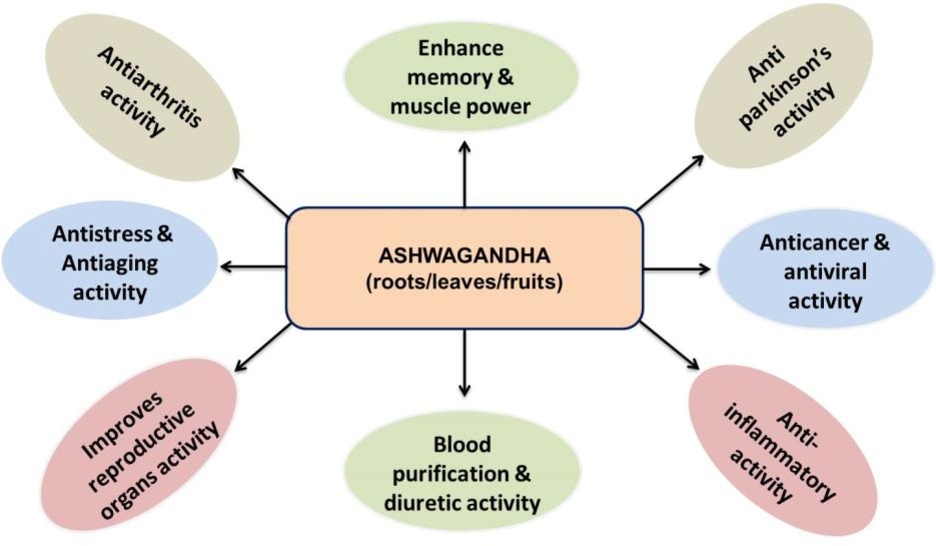 Antiarthritis
activity
Enhance
memory &
muscle power
Anti
parkinson's
activity
Antistress &
Antiaging
activity
ASHWAGANDHA
(roots/leaves/fruits)
Anticancer &
antiviral
activity
Improves
reproductive
organs activity
Blood
purification &
diuretic activity
Anti-
inflammatory
activity